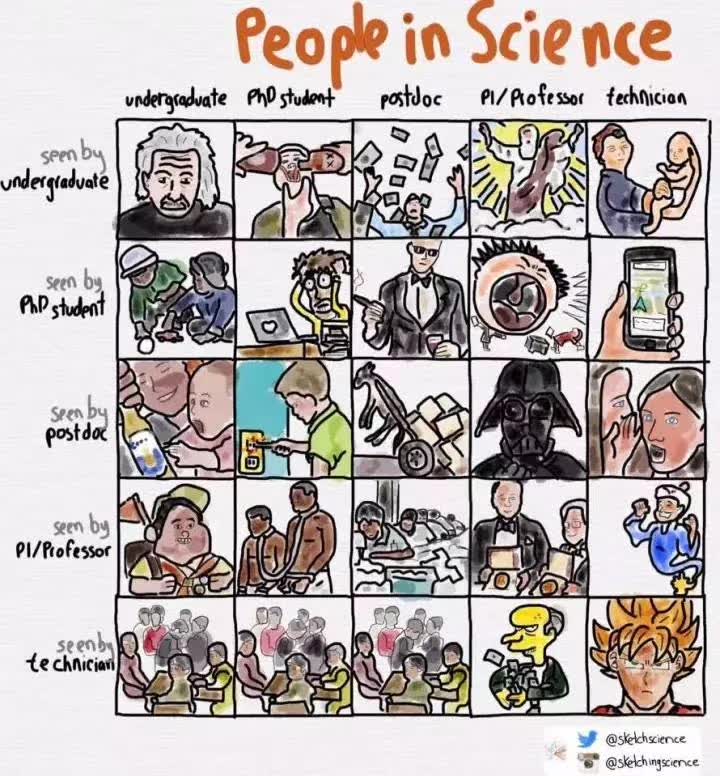 People in Science
undergraduate PhD student postdoc PI/Professor technician
seen by
undergraduate
seen by
PhD student
seen by
postdoc
seen by
PI/Professor
seen by
technician
@sketchscience
@sketchingscience